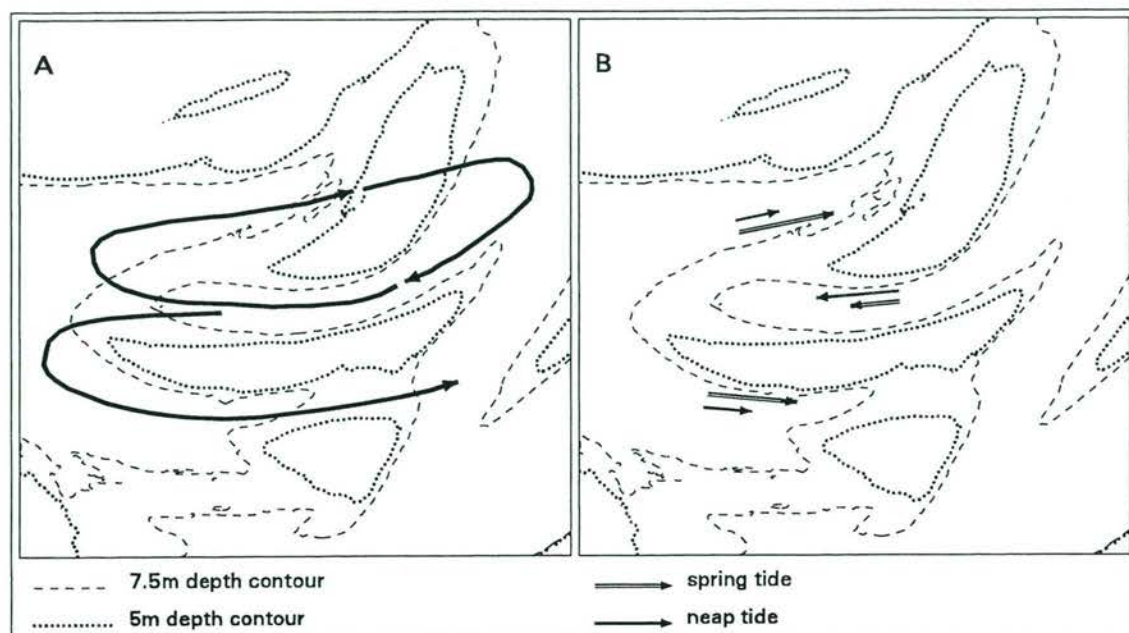 A
B
7.5m depth contour
spring tide
5m depth contour
neap tide